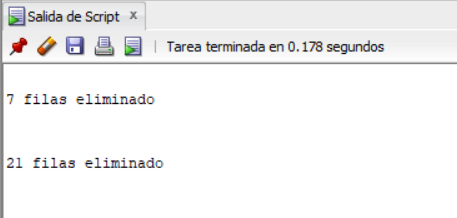 Salida de Script x
Tarea terminada en 0.178 segundos
7 filas eliminado
21 filas eliminado